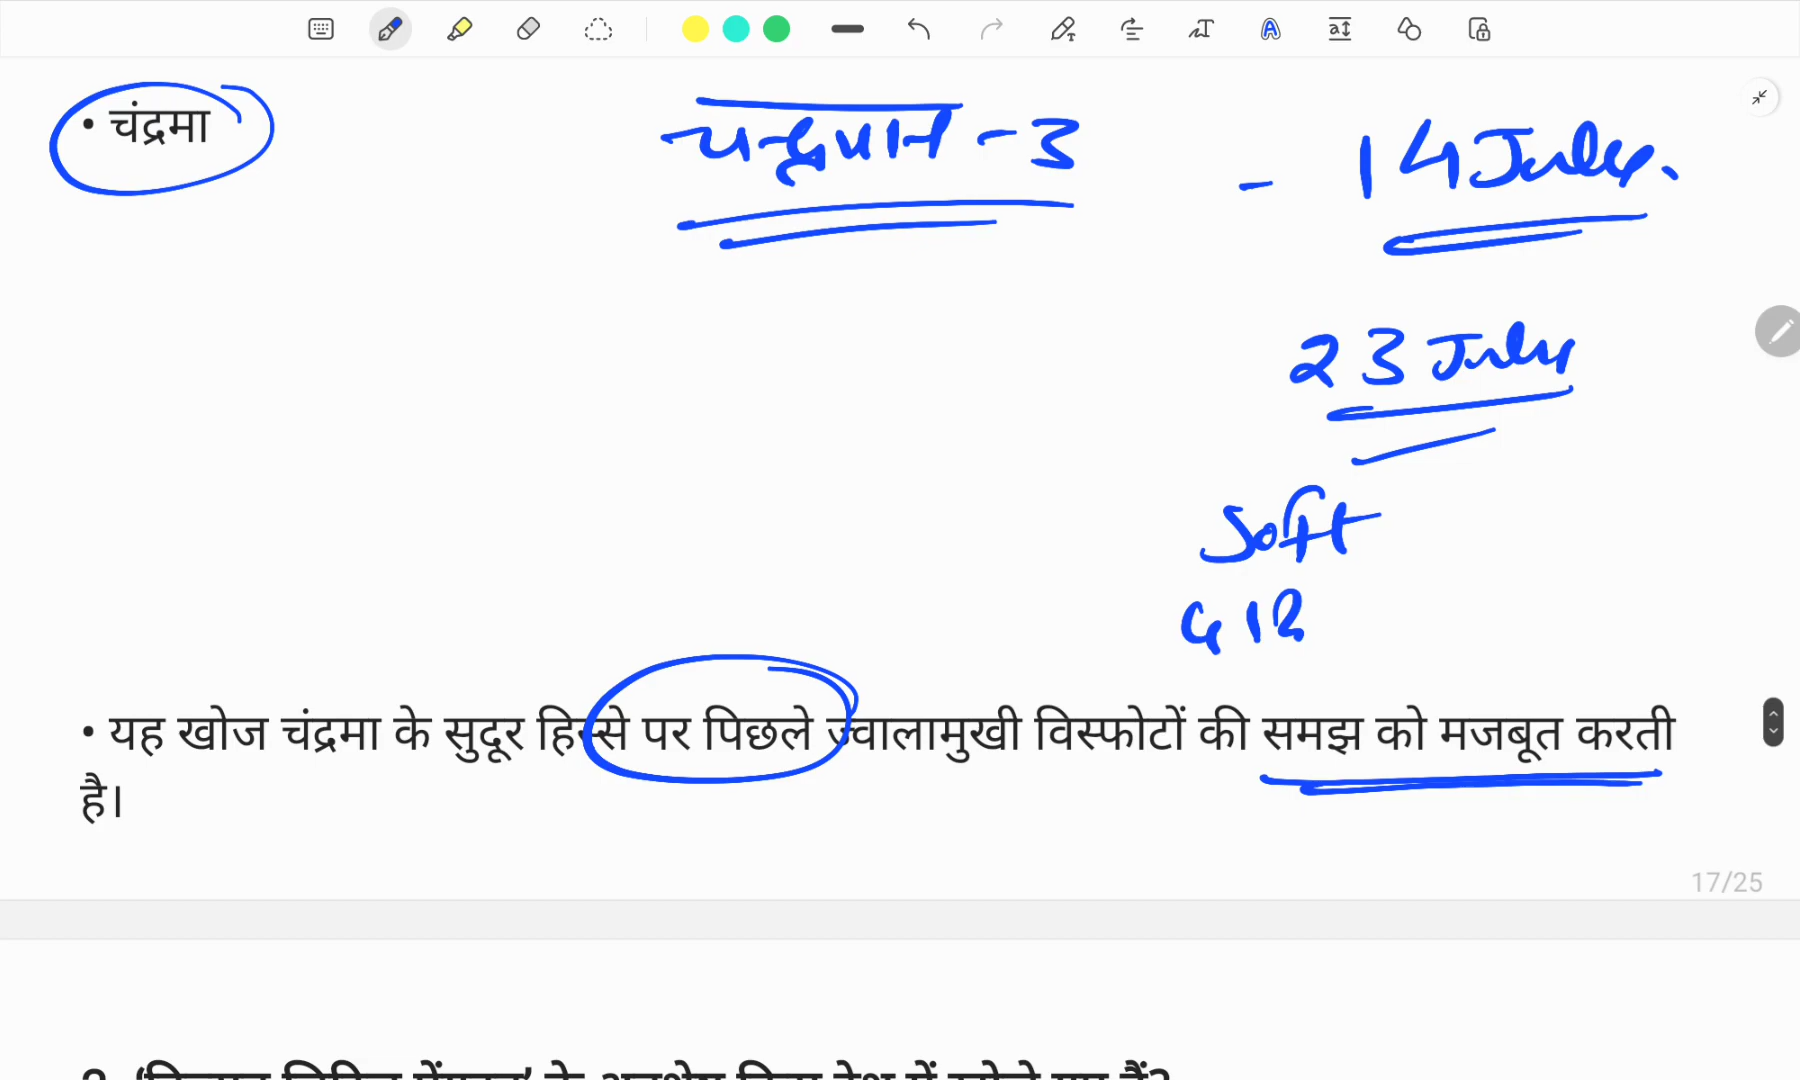 • चंद्रमा
चन्द्रयान - 3
- 14 July.
23 July
Soft
• यह खोज चंद्रमा के सुदूर हिस्से पर पिछले ज्वालामुखी विस्फोटों की समझ को मजबूत करती
है।
17/25